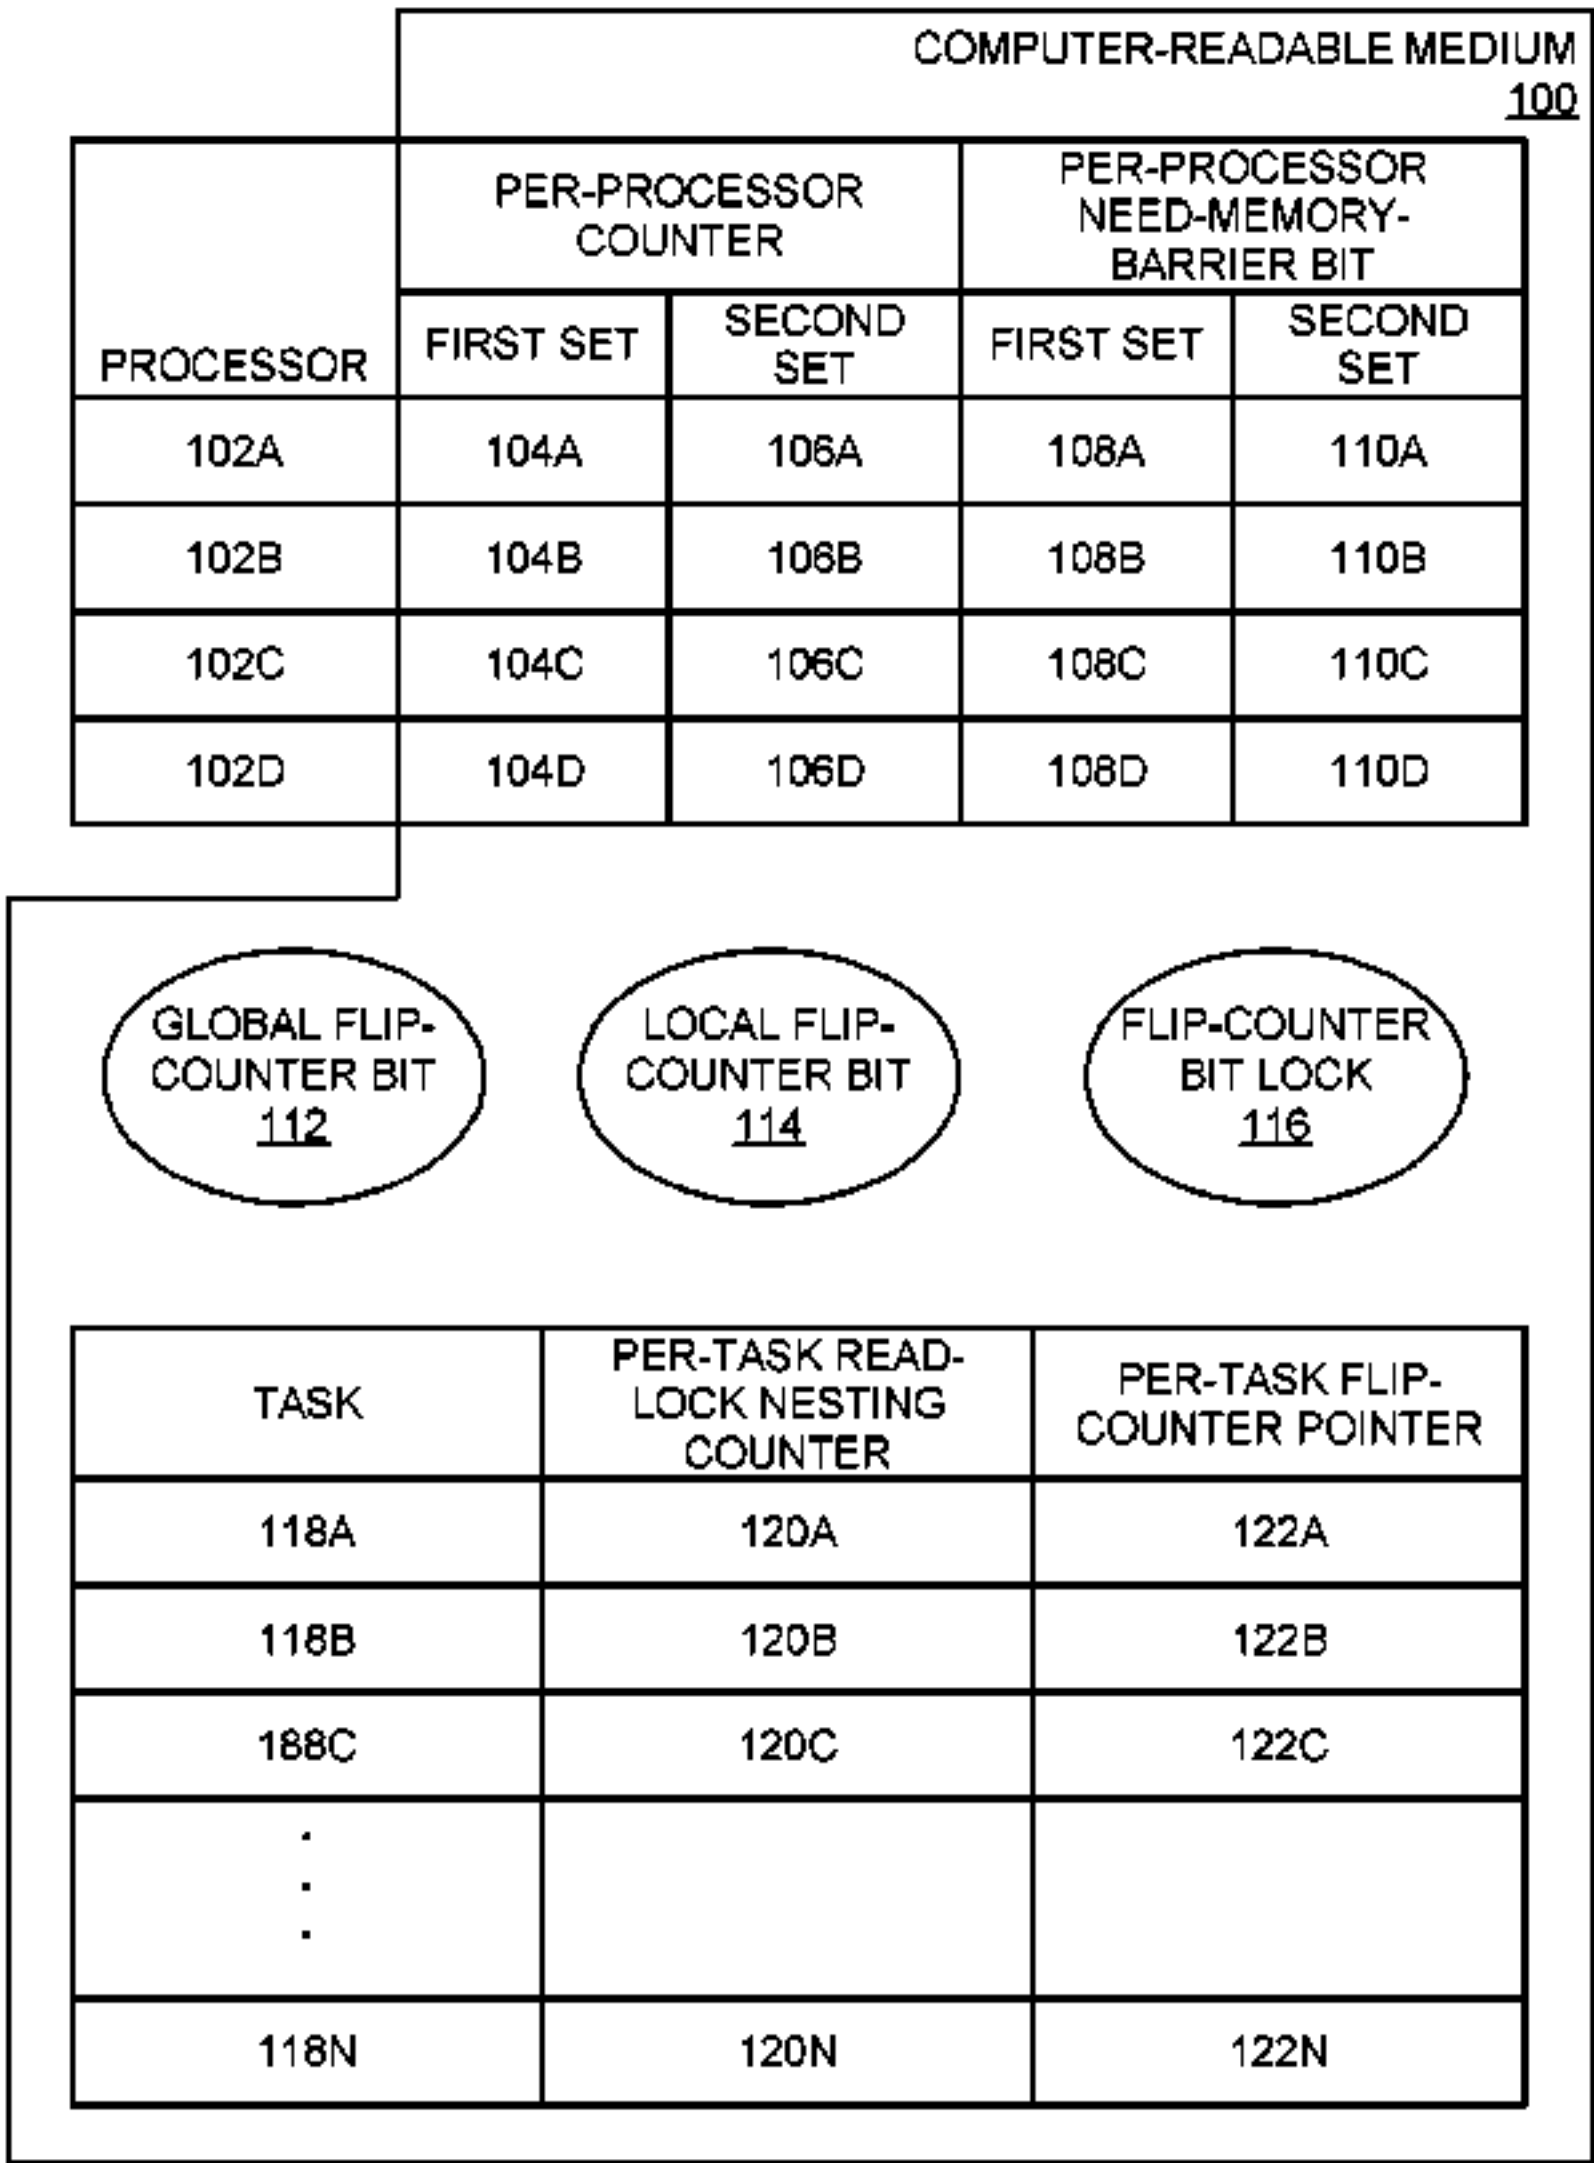 COMPUTER-READABLE MEDIUM
100
PER-PROCESSOR
COUNTER
PER-PROCESSOR
NEED-MEMORY-
BARRIER BIT
PROCESSOR
FIRST SET
SECOND
SET
FIRST SET
SECOND
SET
102A 104A 106A 108A 110A
102B 104B 106B 108B 110B
102C 104C 106C 108C 110C
102D 104D 106D 108D 110D
GLOBAL FLIP-
COUNTER BIT
112
LOCAL FLIP-
COUNTER BIT
114
FLIP-COUNTER
BIT LOCK
116
TASK
PER-TASK READ-
LOCK NESTING
COUNTER
PER-TASK FLIP-
COUNTER POINTER
118A 120A 122A
118B 120B 122B
188C 120C 122C
.
.
.
118N 120N 122N